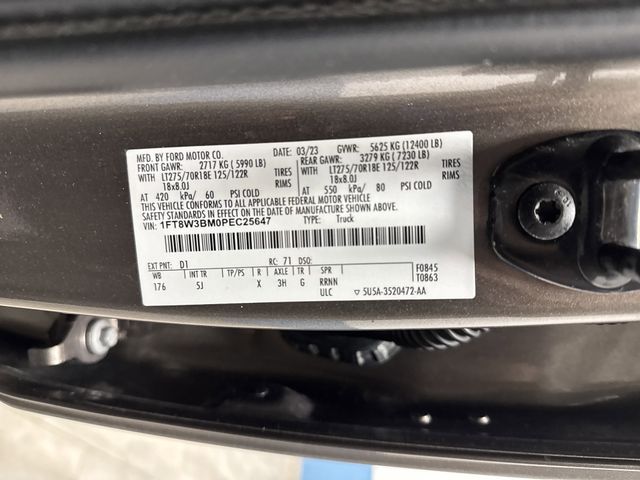 MFD. BY FORD MOTOR CO. DATE: 03/23 GVWR: 5625 KG (12400 LB)
FRONT GAWR: 2717 KG (5990 LB) REAR GAWR: 3279 KG (7230 LB)
WITH LT275/70R18E 125/122R TIRES WITH LT275/70R18E 125/122R TIRES
18x8.0J RIMS 18x8.0J RIMS
AT 420 kPa/ 60 PSI COLD AT 550 kPa/ 80 PSI COLD
THIS VEHICLE CONFORMS TO ALL APPLICABLE FEDERAL MOTOR VEHICLE
SAFETY STANDARDS IN EFFECT ON THE DATE OF MANUFACTURE SHOWN ABOVE.
VIN: 1FT8W3BM0PEC25647 TYPE: Truck
EXT PNT: D1 RC: 71 DSO: F0845
WB INT TR TP/PS R AXLE TR SPR T0863
176 5J X 3H G RRNN
ULC ▽ 5USA-3520472-AA